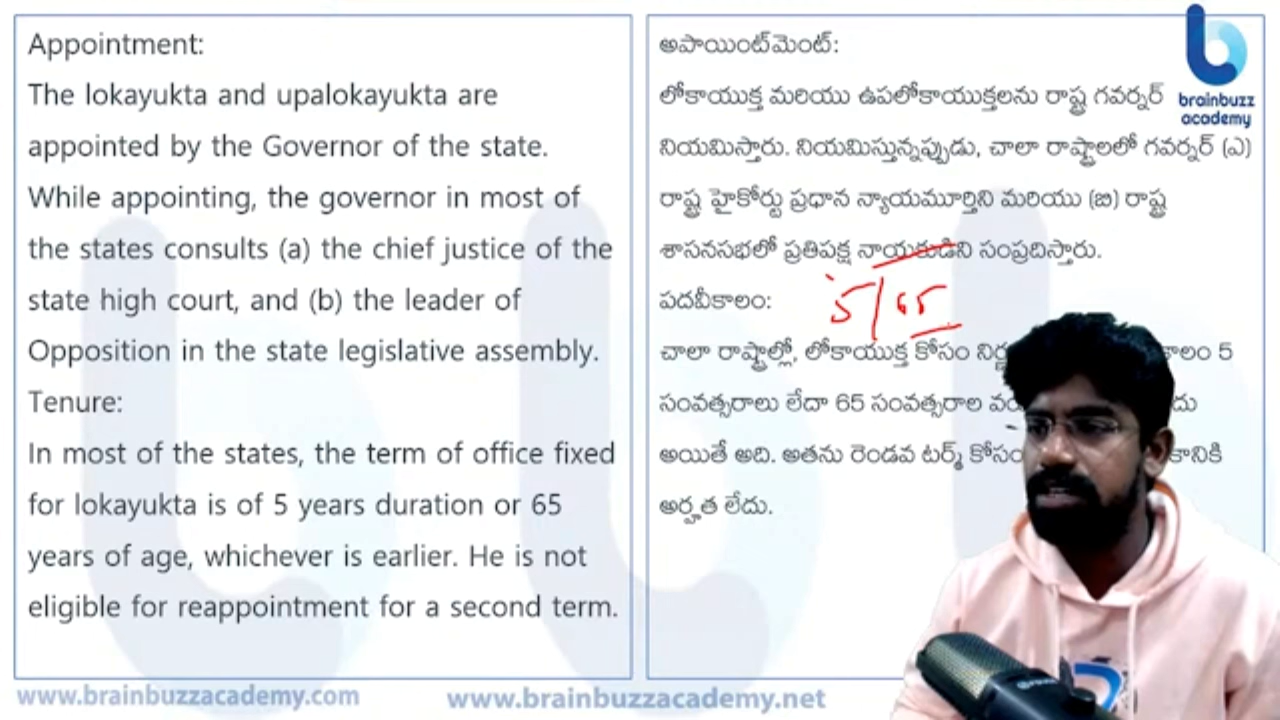 Appointment:
The lokayukta and upalokayukta are
appointed by the Governor of the state.
While appointing, the governor in most of
the states consults (a) the chief justice of the
state high court, and (b) the leader of
Opposition in the state legislative assembly.
Tenure:
In most of the states, the term of office fixed
for lokayukta is of 5 years duration or 65
years of age, whichever is earlier. He is not
eligible for reappointment for a second term.
అపాయింట్‌మెంట్:
లోకాయుక్త మరియు ఉపలోకాయుక్తలను రాష్ట్ర గవర్నర్
నియమిస్తారు. నియమిస్తున్నప్పుడు, చాలా రాష్ట్రాలలో గవర్నర్ (ఎ)
రాష్ట్ర హైకోర్టు ప్రధాన న్యాయమూర్తిని మరియు (బి) రాష్ట్ర
శాసనసభలో ప్రతిపక్ష నాయకుడిని సంప్రదిస్తారు.
పదవీకాలం:
5/65
చాలా రాష్ట్రాల్లో, లోకాయుక్త కోసం 5
సంవత్సరాలు లేదా 65 సంవత్సరాల
అయితే అది. అతను రెండవ టర్మ్
అర్హత లేదు.
brainbuzz
academy
www.brainbuzzacademy.com
www.brainbuzzacademy.net